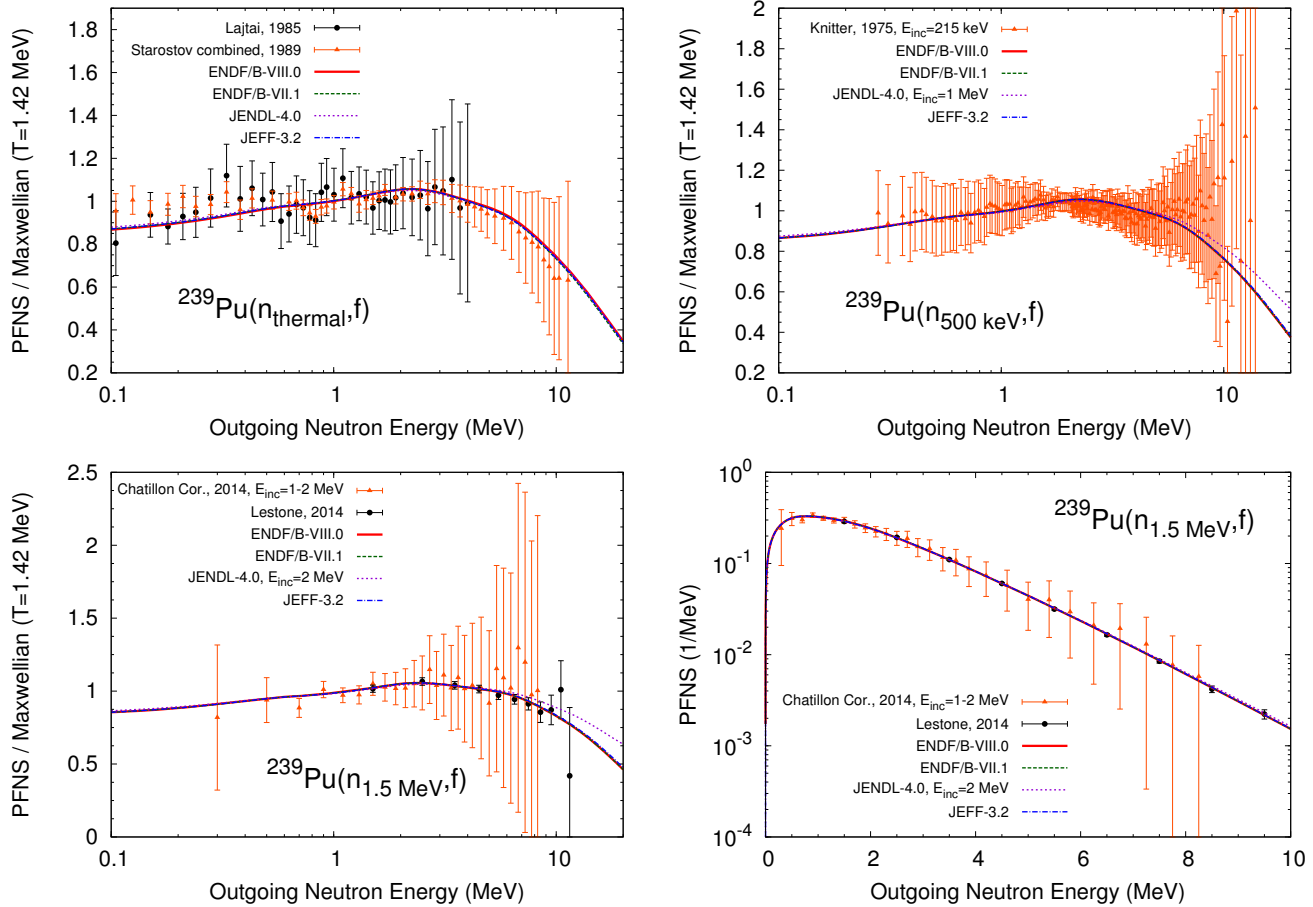 PFNS / Maxwellian (T=1.42 MeV)
1.8
1.6
1.4
1.2
1
0.8
0.6
0.4
0.2
Lajtai, 1985
Starostov combined, 1989
ENDF/B-VIII.0
ENDF/B-VII.1
JENDL-4.0
JEFF-3.2
239Pu(nthermal,f)
0.1 1 10
Outgoing Neutron Energy (MeV)
PFNS / Maxwellian (T=1.42 MeV)
2
1.8
1.6
1.4
1.2
1
0.8
0.6
0.4
0.2
Knitter, 1975, Einc=215 keV
ENDF/B-VIII.0
ENDF/B-VII.1
JENDL-4.0, Einc=1 MeV
JEFF-3.2
239Pu(n500 keV,f)
0.1 1 10
Outgoing Neutron Energy (MeV)
PFNS / Maxwellian (T=1.42 MeV)
2.5
2
1.5
1
0.5
0
Chatillon Cor., 2014, Einc=1-2 MeV
Lestone, 2014
ENDF/B-VIII.0
ENDF/B-VII.1
JENDL-4.0, Einc=2 MeV
JEFF-3.2
239Pu(n1.5 MeV,f)
0.1 1 10
Outgoing Neutron Energy (MeV)
PFNS (1/MeV)
10^0
10^-1
10^-2
10^-3
10^-4
239Pu(n1.5 MeV,f)
Chatillon Cor., 2014, Einc=1-2 MeV
Lestone, 2014
ENDF/B-VIII.0
ENDF/B-VII.1
JENDL-4.0, Einc=2 MeV
JEFF-3.2
0 2 4 6 8 10
Outgoing Neutron Energy (MeV)